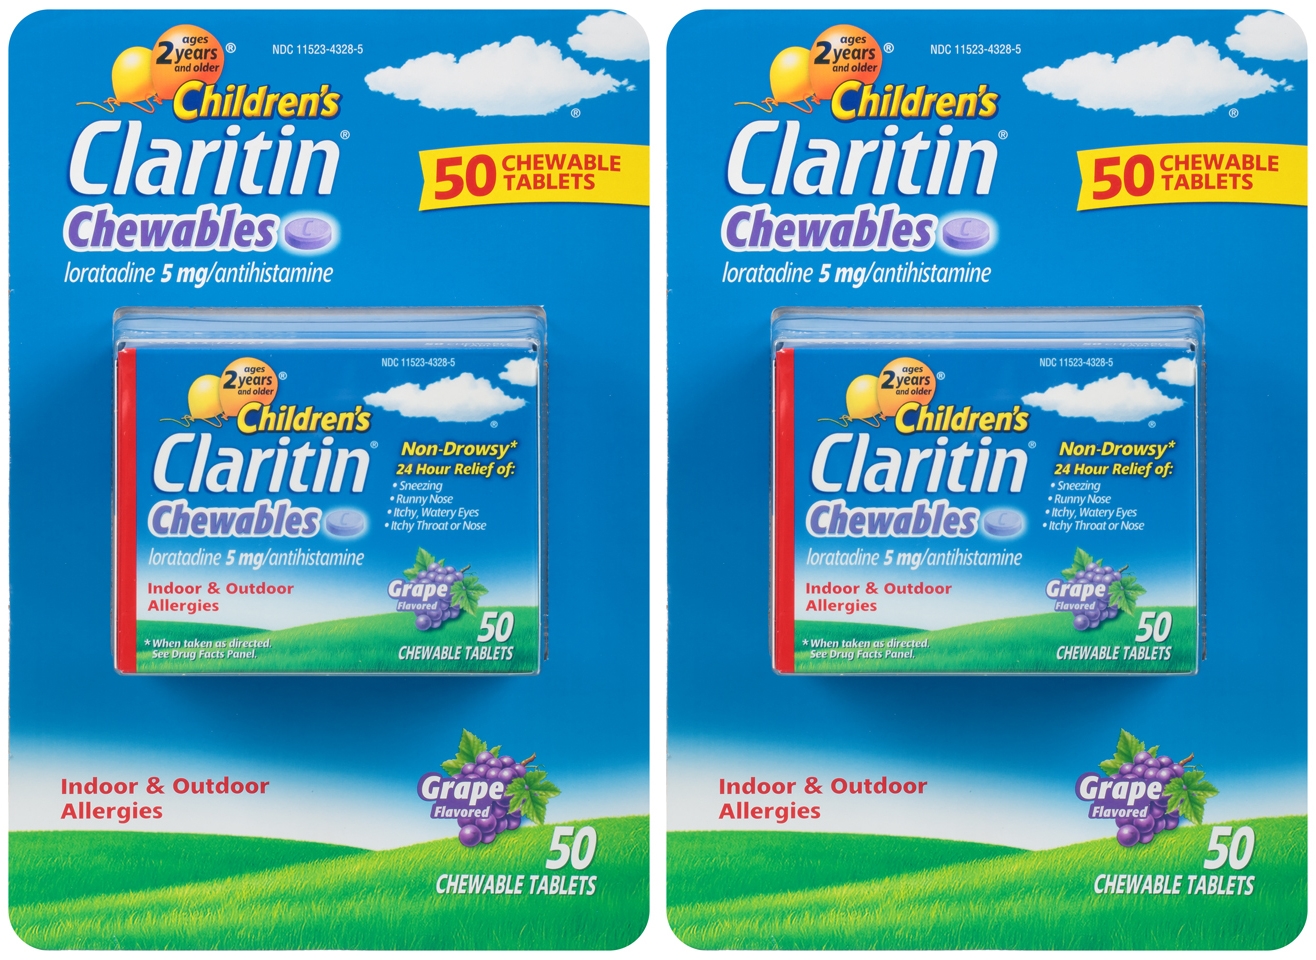 ages
2 years
and older
®
NDC 11523-4328-5
Children's
Claritin®
®
50 CHEWABLE
TABLETS
Chewables C
loratadine 5 mg/antihistamine
ages
2 years
and older
®
NDC 11523-4328-5
Children's
Claritin®
®
Non-Drowsy*
24 Hour Relief of:
• Sneezing
• Runny Nose
• Itchy, Watery Eyes
• Itchy Throat or Nose
Chewables C
loratadine 5 mg/antihistamine
Indoor & Outdoor
Allergies
Grape
Flavored
* When taken as directed.
See Drug Facts Panel.
50
CHEWABLE TABLETS
Indoor & Outdoor
Allergies
Grape
Flavored
50
CHEWABLE TABLETS
ages
2 years
and older
®
NDC 11523-4328-5
Children's
Claritin®
®
50 CHEWABLE
TABLETS
Chewables C
loratadine 5 mg/antihistamine
ages
2 years
and older
®
NDC 11523-4328-5
Children's
Claritin®
®
Non-Drowsy*
24 Hour Relief of:
• Sneezing
• Runny Nose
• Itchy, Watery Eyes
• Itchy Throat or Nose
Chewables C
loratadine 5 mg/antihistamine
Indoor & Outdoor
Allergies
Grape
Flavored
* When taken as directed.
See Drug Facts Panel.
50
CHEWABLE TABLETS
Indoor & Outdoor
Allergies
Grape
Flavored
50
CHEWABLE TABLETS